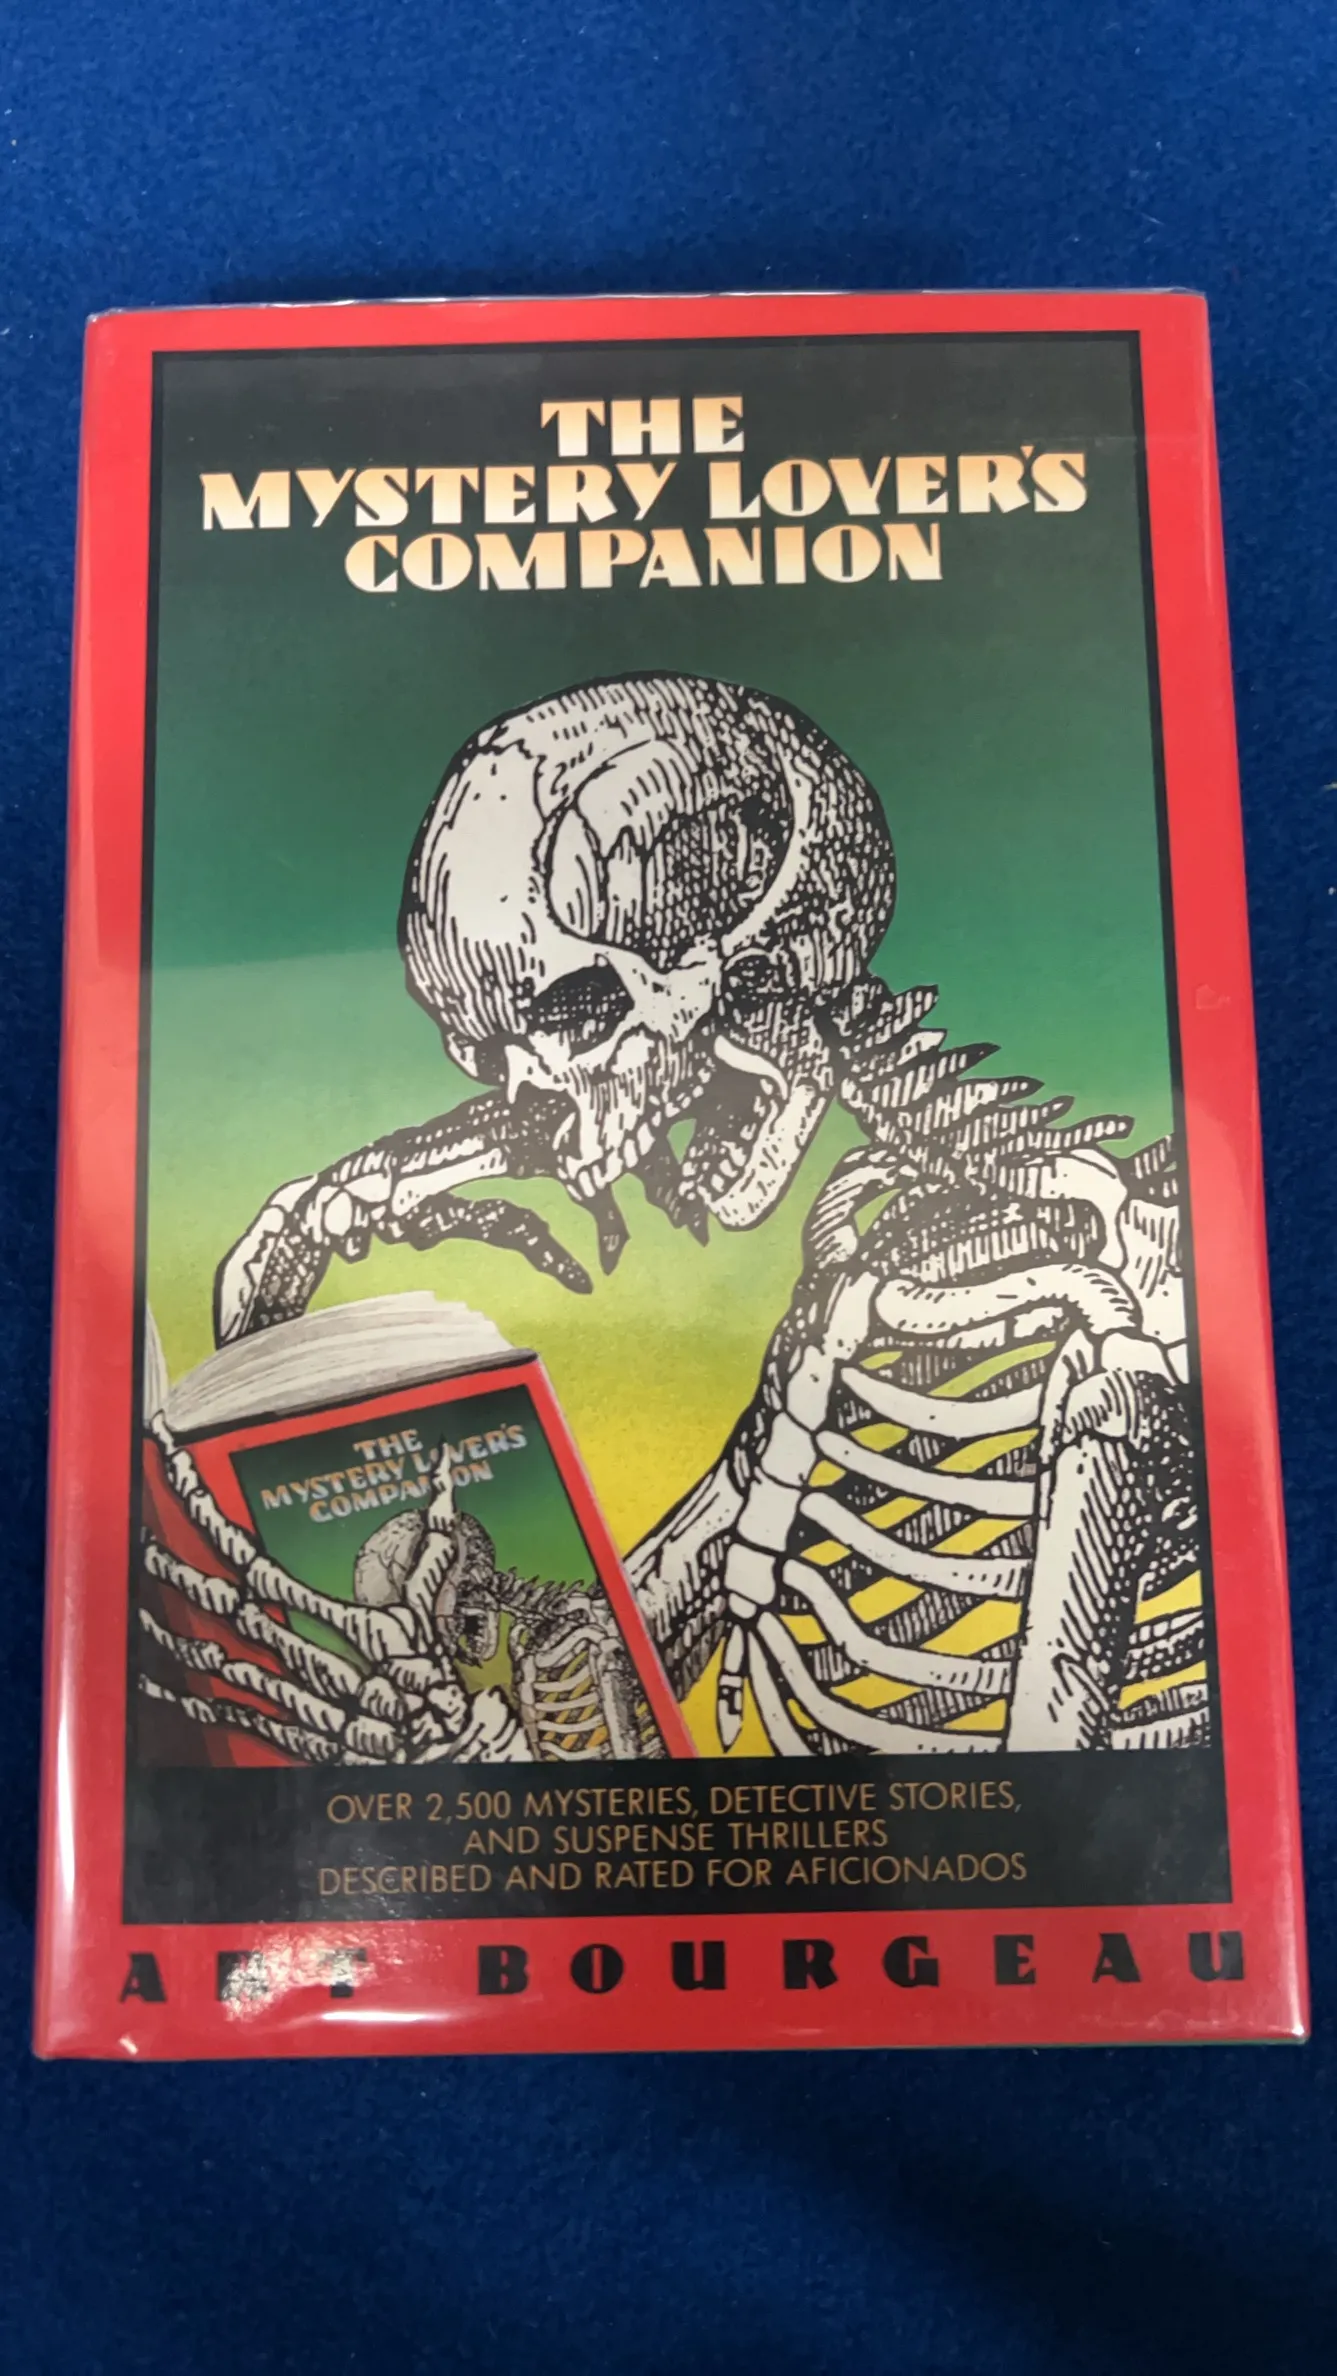 THE
MYSTERY LOVER'S
COMPANION
THE
MYSTERY LOVER'S
COMPANION
OVER 2,500 MYSTERIES, DETECTIVE STORIES,
AND SUSPENSE THRILLERS
DESCRIBED AND RATED FOR AFICIONADOS
ART BOURGEAU